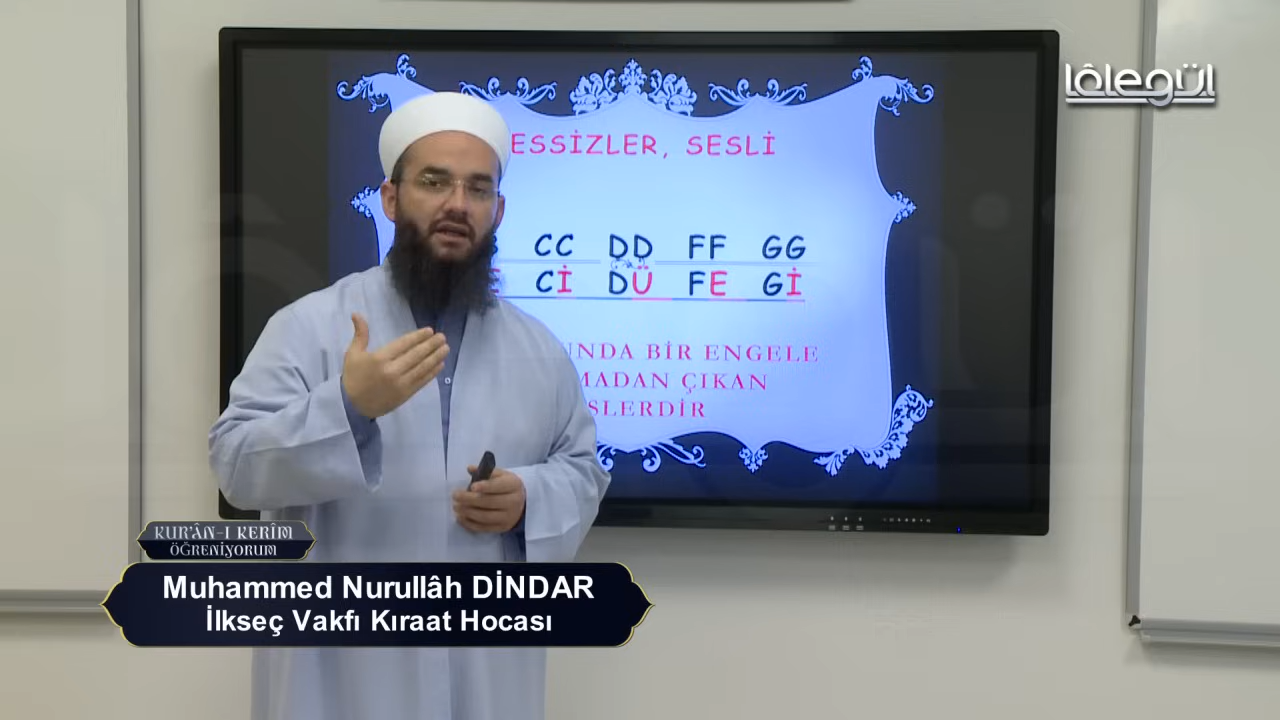 lâlegül
ESSİZLER, SESLİ
CC DD FF GG
E Cİ DÜ FE Gİ
UNDA BİR ENGELE
MADAN ÇIKAN
SLERDİR
KUR'ÂN-I KERÎM
ÖĞRENİYORUM
Muhammed Nurullâh DİNDAR
İlkseç Vakfı Kıraat Hocası